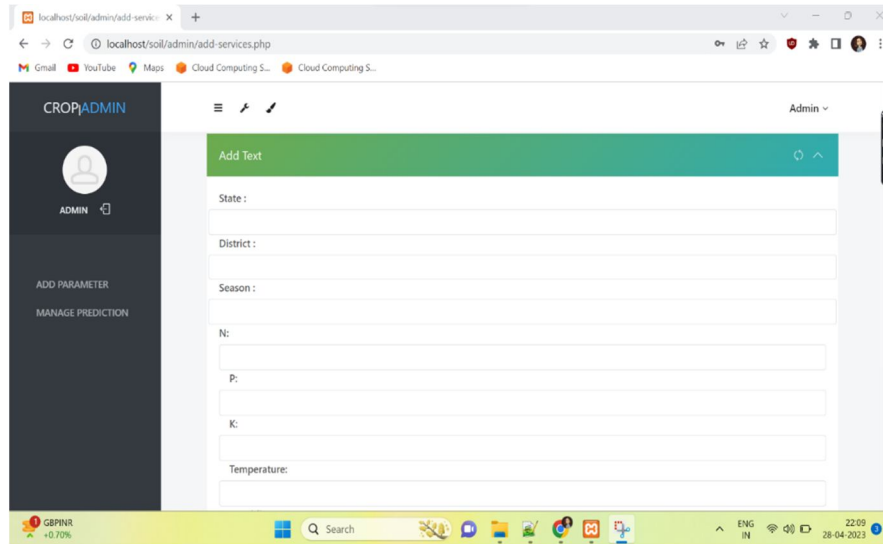 localhost/soil/admin/add-service
localhost/soil/admin/add-services.php
Gmail YouTube Maps Cloud Computing S... Cloud Computing S...
CROP|ADMIN
Admin
Add Text
ADMIN
State :
District :
Season :
ADD PARAMETER
MANAGE PREDICTION
N:
P:
K:
Temperature:
1 GBPINR
+0.70%
Search
ENG
IN
22:09
28-04-2023
3